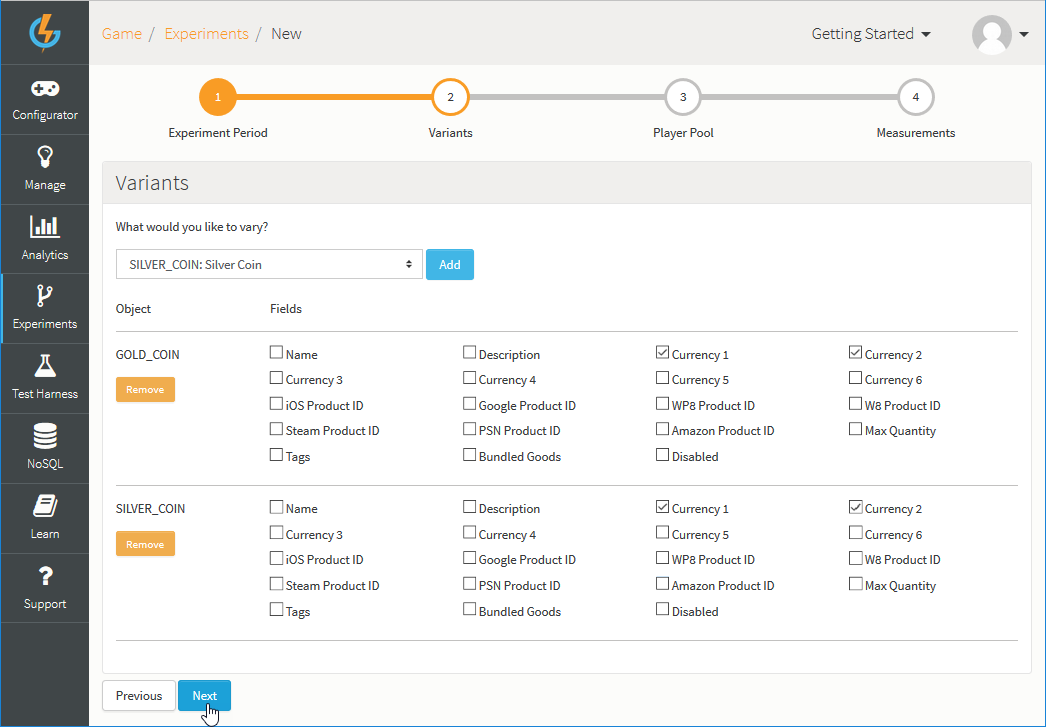 Game / Experiments / New
Getting Started
Configurator
Manage
Analytics
Experiments
Test Harness
NoSQL
Learn
?
Support
1 2 3 4
Experiment Period Variants Player Pool Measurements
Variants
What would you like to vary?
SILVER_COIN: Silver Coin Add
Object Fields
GOLD_COIN Name Description Currency 1 Currency 2
Remove Currency 3 Currency 4 Currency 5 Currency 6
iOS Product ID Google Product ID WP8 Product ID W8 Product ID
Steam Product ID PSN Product ID Amazon Product ID Max Quantity
Tags Bundled Goods Disabled
SILVER_COIN Name Description Currency 1 Currency 2
Remove Currency 3 Currency 4 Currency 5 Currency 6
iOS Product ID Google Product ID WP8 Product ID W8 Product ID
Steam Product ID PSN Product ID Amazon Product ID Max Quantity
Tags Bundled Goods Disabled
Previous Next